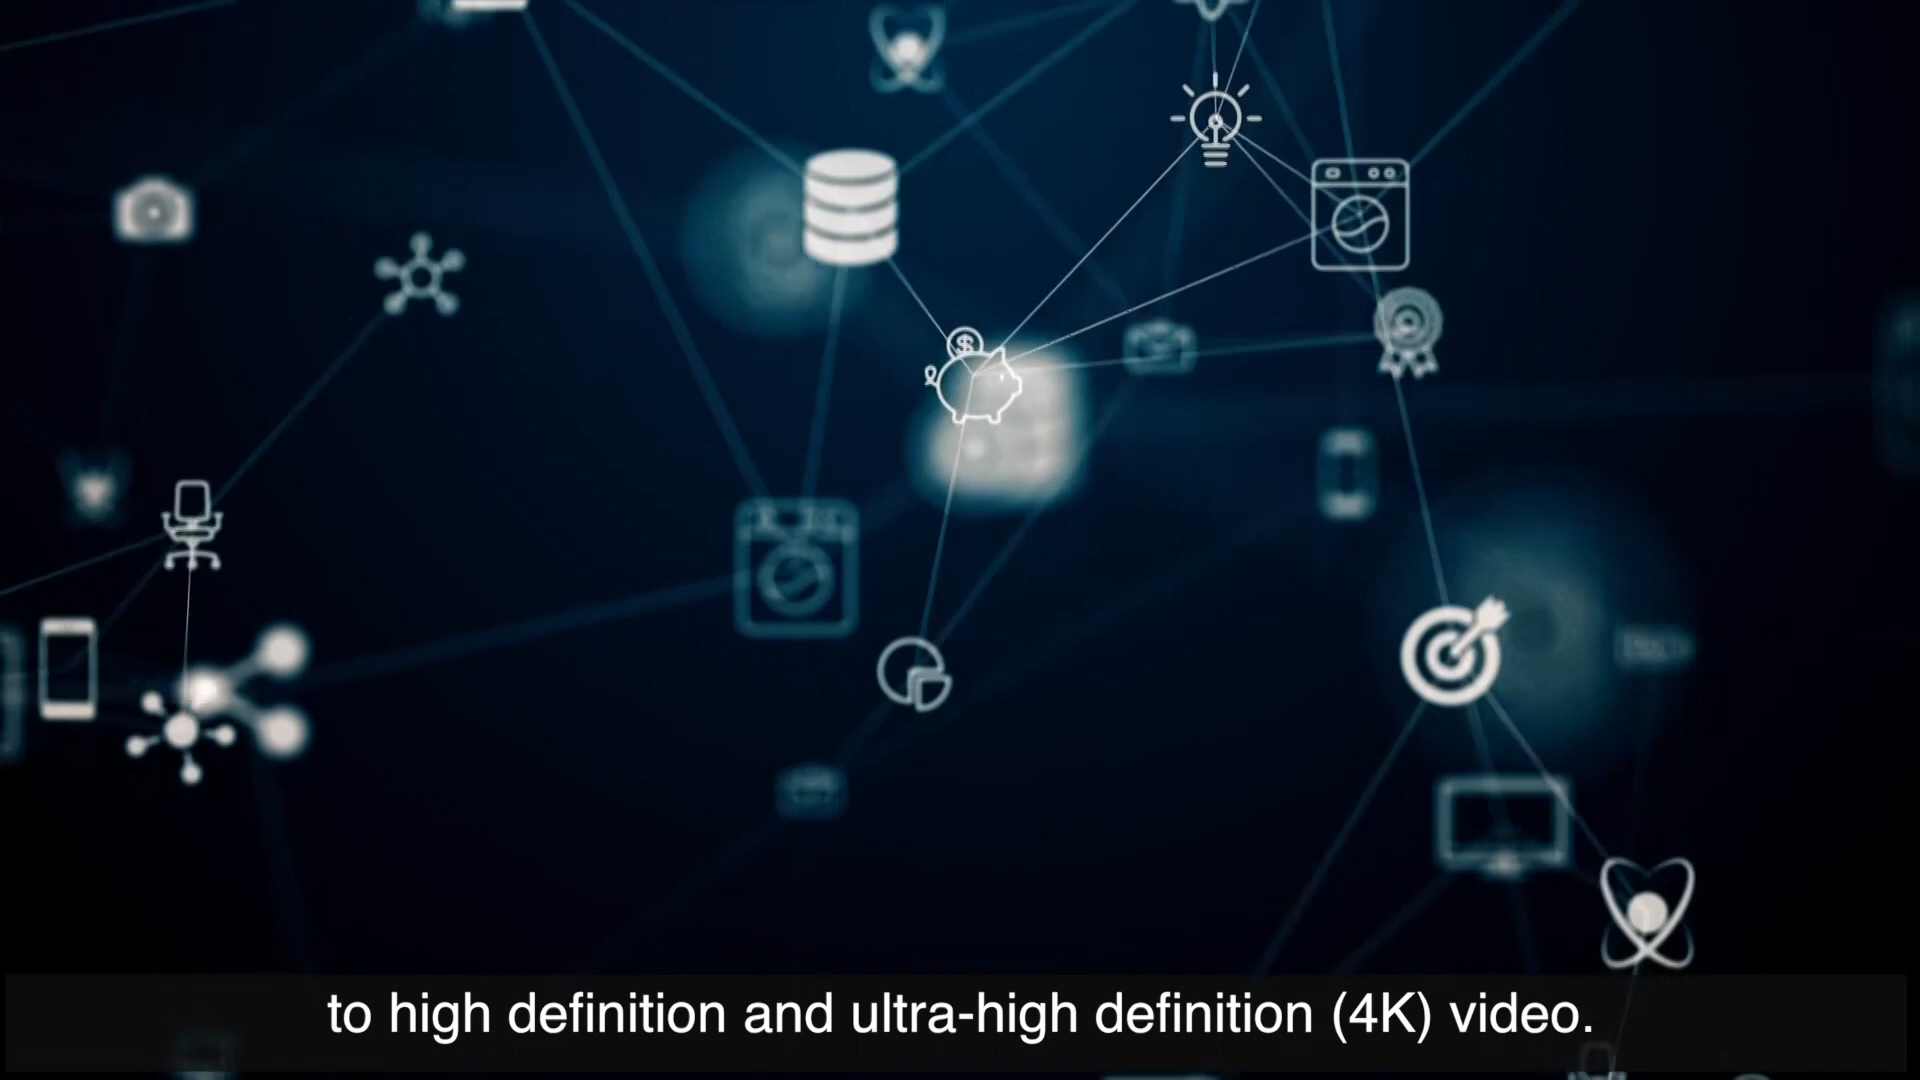 $
to high definition and ultra-high definition (4K) video.